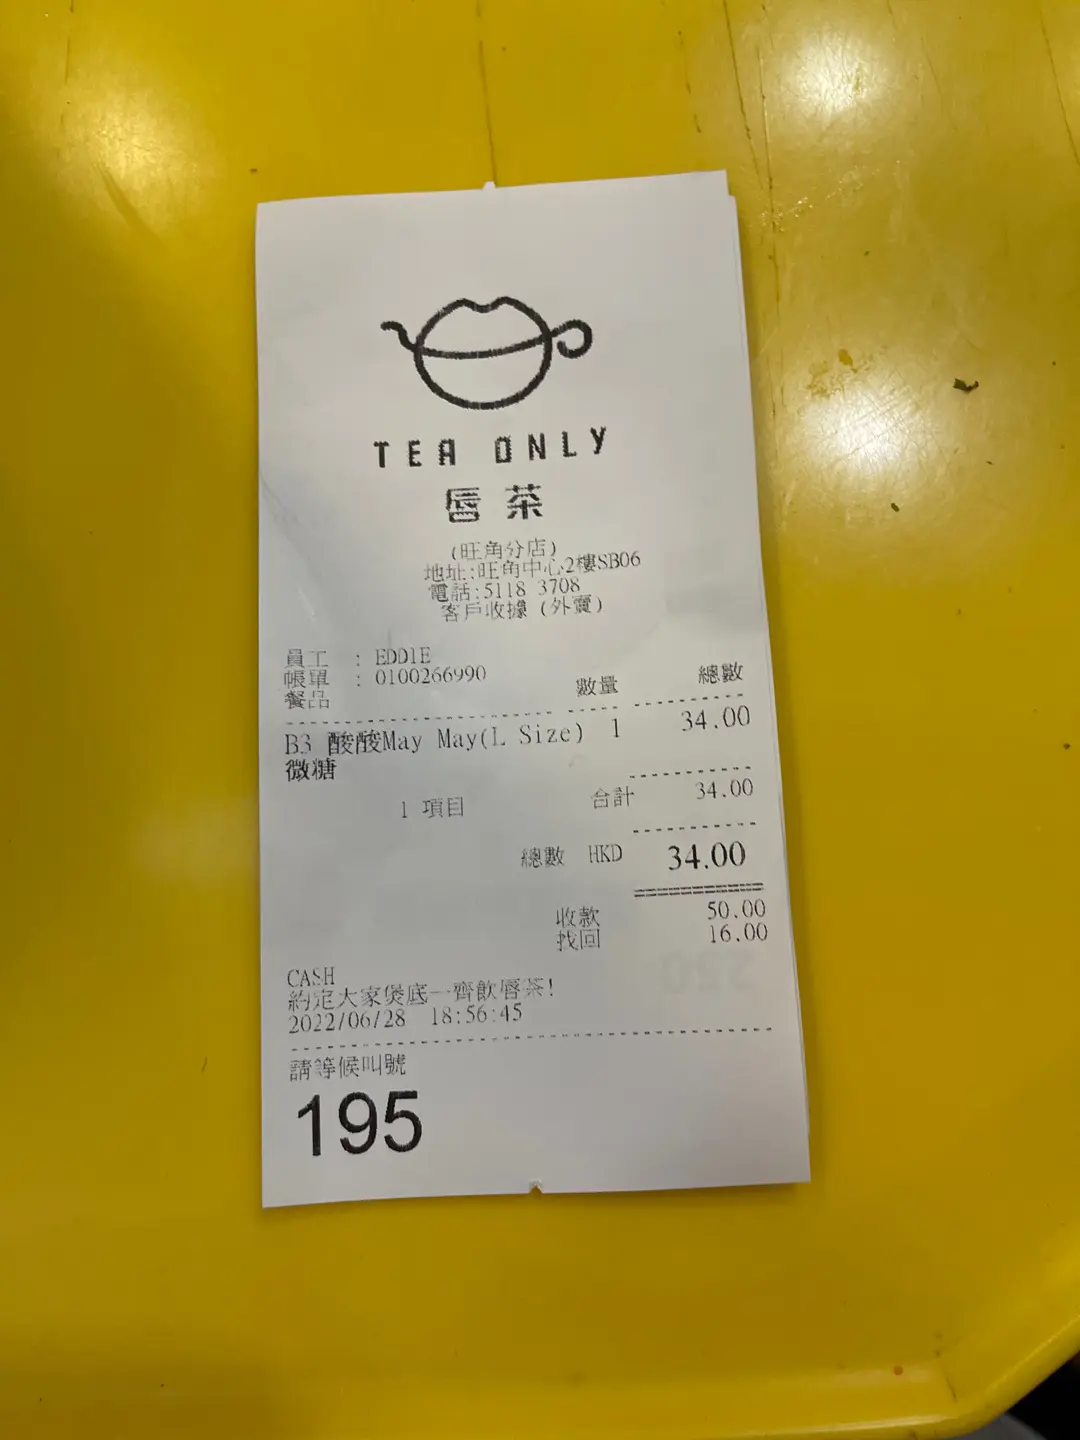 TEA ONLY
唇茶
(旺角分店)
地址:旺角中心2樓SB06
電話:5118 3708
客戶收據 (外賣)
員工 : EDDIE
帳單 : 0100266990
餐品 數量 總數
B3 酸酸May May(L Size) 1 34.00
微糖
1 項目 合計 34.00
總數 HKD 34.00
收款 50.00
找回 16.00
CASH
約定大家煲底一齊飲唇茶!
2022/06/28 18:56:45
請等候叫號
195